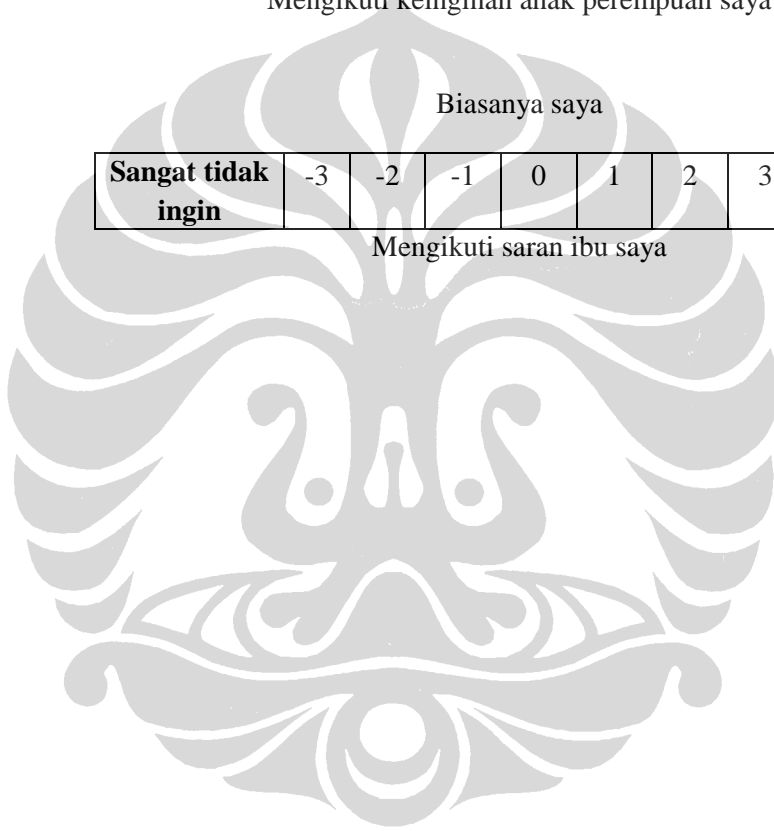 Mengikuti keinginan anak perempuan saya
Biasanya saya
Sangat tidak ingin -3 -2 -1 0 1 2 3
Mengikuti saran ibu saya